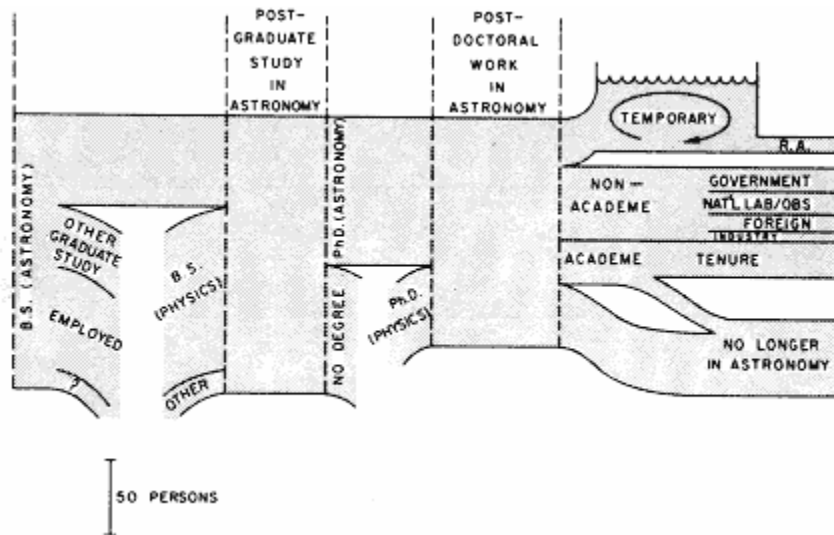 POST-
GRADUATE
STUDY
IN
ASTRONOMY
POST-
DOCTORAL
WORK
IN
ASTRONOMY
TEMPORARY
R.A.
B.S. (ASTRONOMY)
OTHER
GRADUATE
STUDY
EMPLOYED
?
B.S.
(PHYSICS)
OTHER
PhD.(ASTRONOMY)
NO DEGREE
Ph.D.
(PHYSICS)
NON-
ACADEME
GOVERNMENT
NAT'L LAB/OBS
FOREIGN
INDUSTRY
ACADEME
TENURE
NO LONGER
IN ASTRONOMY
50 PERSONS